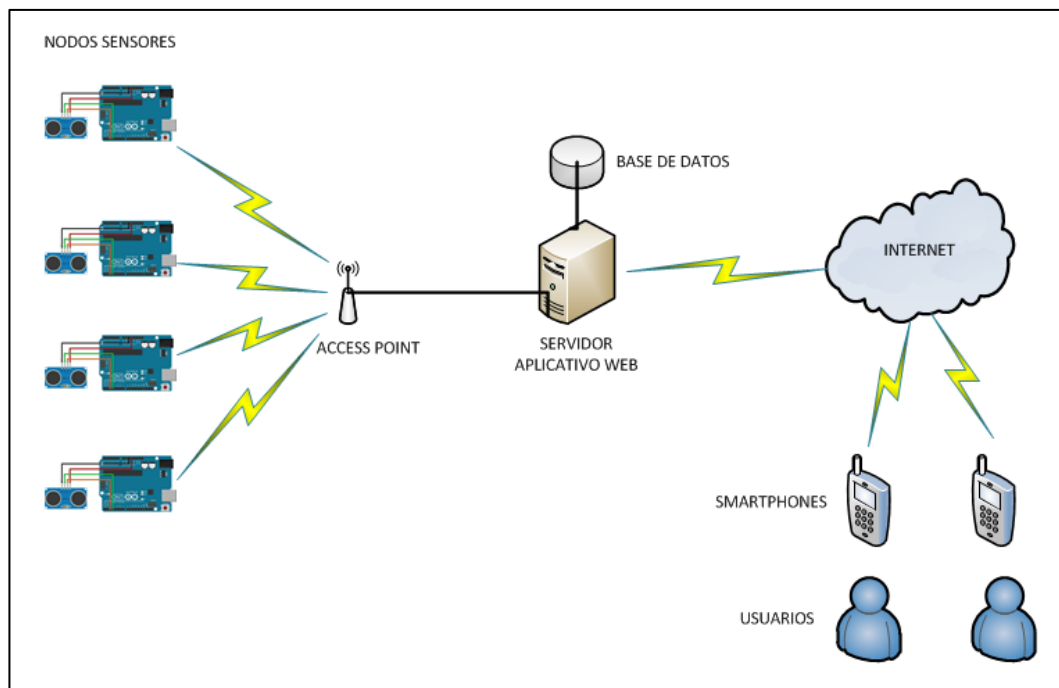 NODOS SENSORES
BASE DE DATOS
INTERNET
ACCESS POINT
SERVIDOR
APLICATIVO WEB
SMARTPHONES
USUARIOS